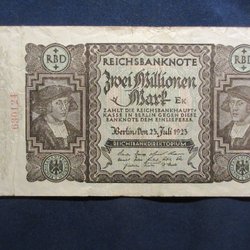 RBD
REICHSBANKNOTE
RBD
Zwei Millionen
Mark
ZAHLT DIE REICHSBANKHAUPT-
KASSE IN BERLIN GEGEN DIESE
BANKNOTE DEM EINLIEFERER
Berlin, den 23. Juli 1923
REICHSBANKDIREKTORIUM